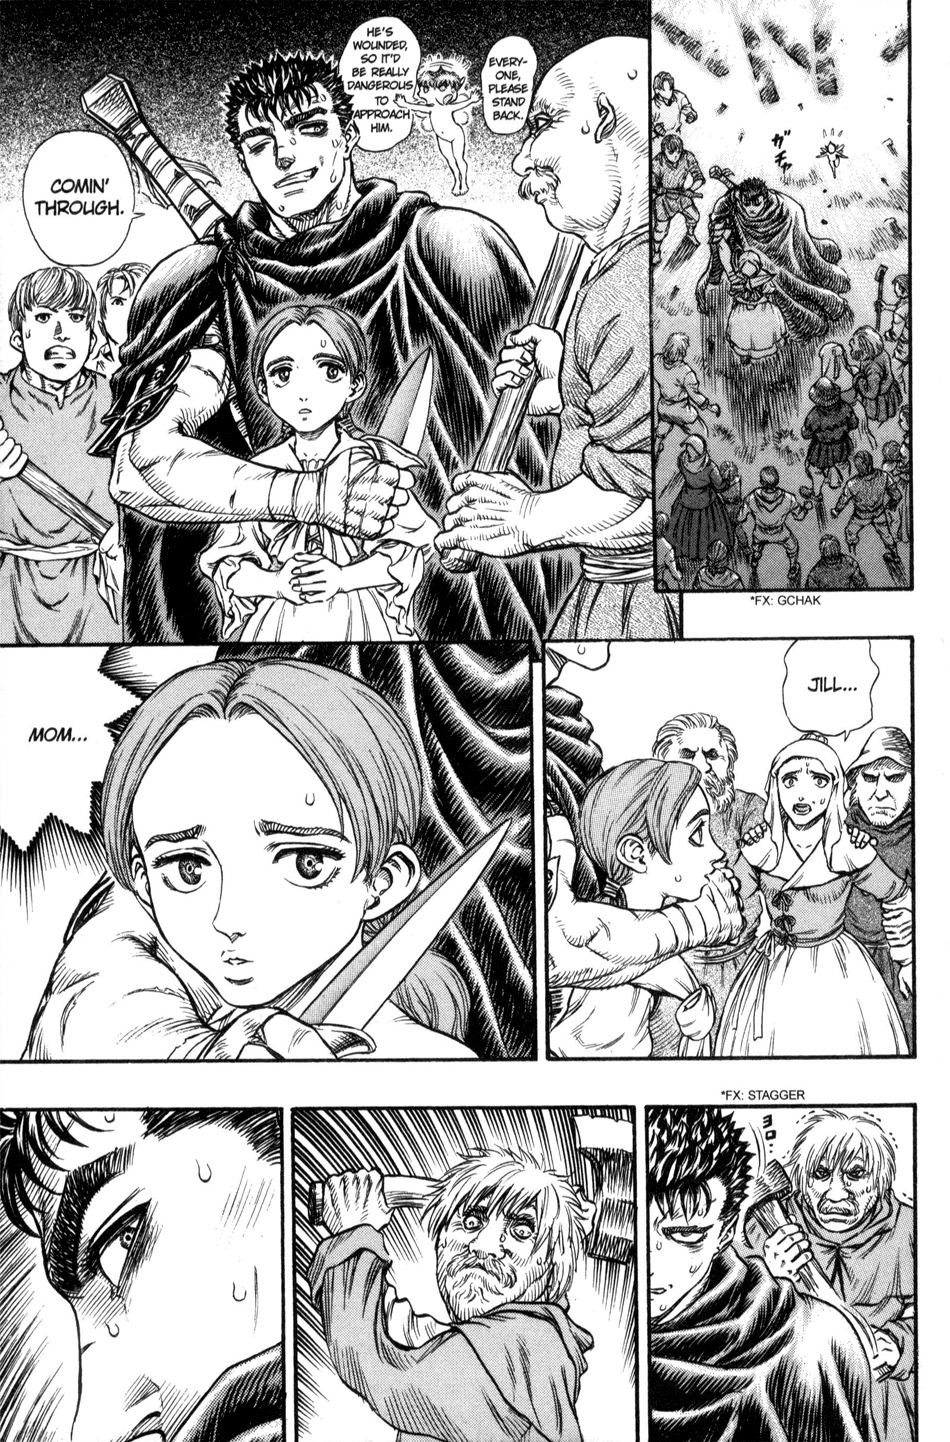 ガチャ
*FX: GCHAK
EVERY-
ONE,
PLEASE
STAND
BACK.
HE'S
WOUNDED,
SO IT'D
BE REALLY
DANGEROUS
TO
APPROACH
HIM.
COMIN'
THROUGH.
JILL...
MOM...
*FX: STAGGER
ヨロ...